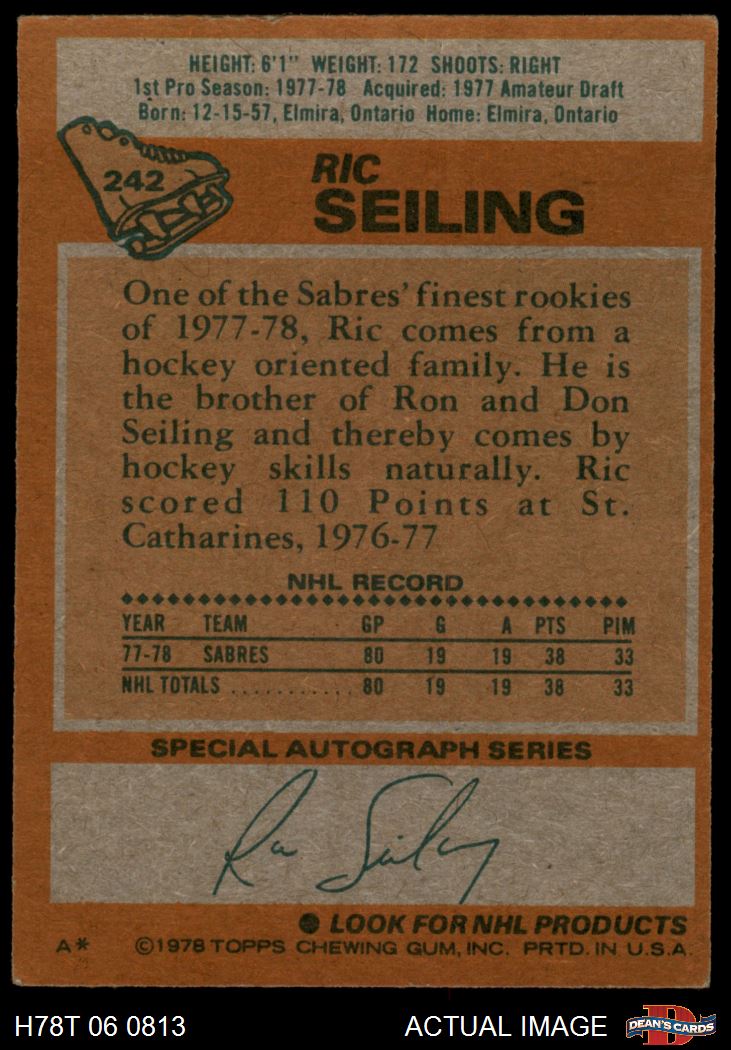 HEIGHT: 6'1" WEIGHT: 172 SHOOTS: RIGHT
1st Pro Season: 1977-78 Acquired: 1977 Amateur Draft
Born: 12-15-57, Elmira, Ontario Home: Elmira, Ontario
242
RIC
SEILING
One of the Sabres' finest rookies
of 1977-78, Ric comes from a
hockey oriented family. He is
the brother of Ron and Don
Seiling and thereby comes by
hockey skills naturally. Ric
scored 110 Points at St.
Catharines, 1976-77
NHL RECORD
YEAR TEAM GP G A PTS PIM
77-78 SABRES 80 19 19 38 33
NHL TOTALS ........... 80 19 19 38 33
SPECIAL AUTOGRAPH SERIES
Ric Seiling
● LOOK FOR NHL PRODUCTS
A* ©1978 TOPPS CHEWING GUM, INC. PRTD. IN U.S.A.
H78T 06 0813 ACTUAL IMAGE D DEAN'S CARDS